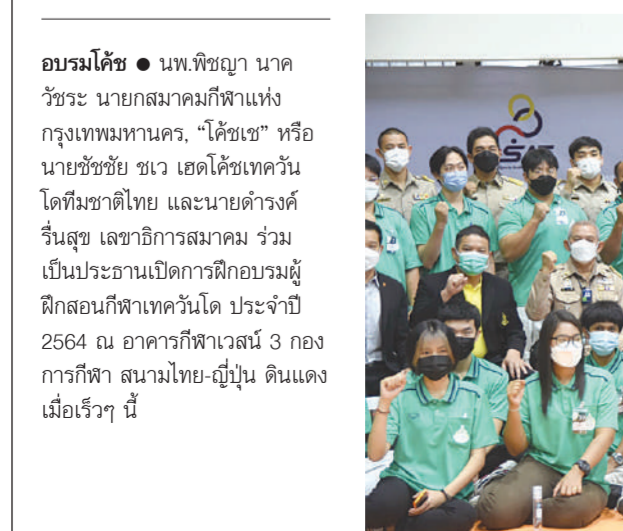 อบรมโค้ช ● นพ.พิชญา นาค
วัชระ นายกสมาคมกีฬาแห่ง
กรุงเทพมหานคร, “โค้ชเช” หรือ
นายชัชชัย ชเว เฮดโค้ชเทควัน
โดทีมชาติไทย และนายดำรงค์
รื่นสุข เลขาธิการสมาคม ร่วม
เป็นประธานเปิดการฝึกอบรมผู้
ฝึกสอนกีฬาเทควันโด ประจำปี
2564 ณ อาคารกีฬาเวสน์ 3 กอง
การกีฬา สนามไทย-ญี่ปุ่น ดินแดง
เมื่อเร็วๆ นี้